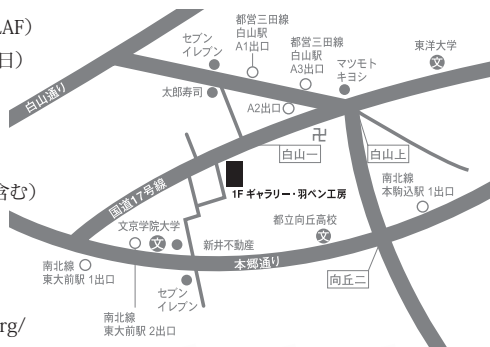 LAF)
日)
含む)
rg/
都営三田線
白山駅
A1出口
セブン
イレブン
都営三田線
白山駅
A3出口
マツモト
キヨシ
東洋大学
文
白山通り
太郎寿司
A2出口
卍
白山一
白山上
国道17号線
1F ギャラリー・羽ペン工房
南北線
本駒込駅 1出口
文京学院大学
文
新井不動産
都立向丘高校
文
本郷通り
南北線
東大前駅 1出口
セブン
イレブン
向丘二
南北線
東大前駅 2出口